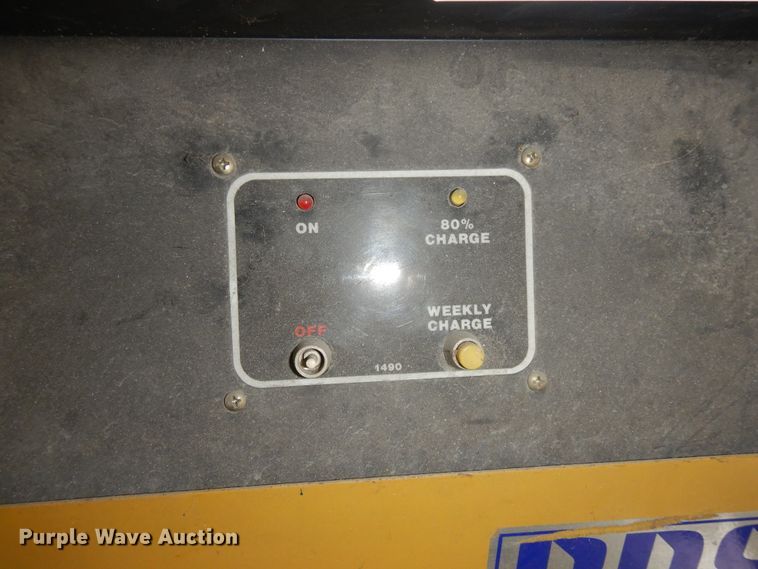 ON
80%
CHARGE
OFF
WEEKLY
CHARGE
1490
Purple Wave Auction